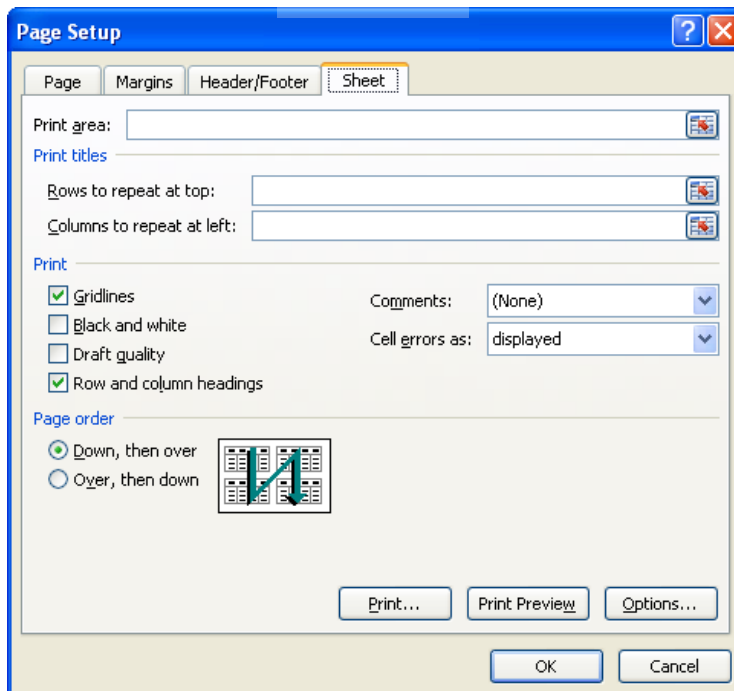 Page Setup
Page Margins Header/Footer Sheet
Print area:
Print titles
Rows to repeat at top:
Columns to repeat at left:
Print
Gridlines
Black and white
Draft quality
Row and column headings
Comments: (None)
Cell errors as: displayed
Page order
Down, then over
Over, then down
Print... Print Preview Options...
OK Cancel